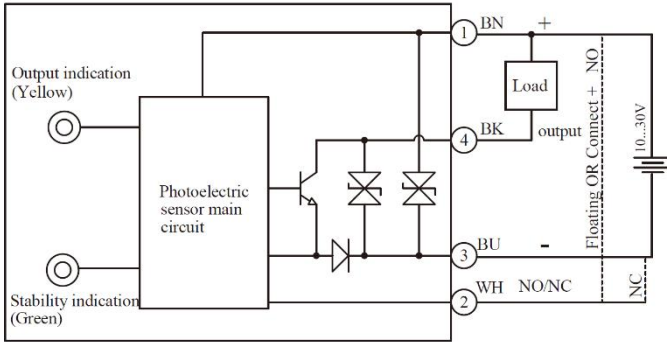 Output indication
(Yellow)
Photoelectric
sensor main
circuit
Stability indication
(Green)
1 BN +
Load
4 BK output
3 BU -
2 WH NO/NC
Floating OR Connect + NO
10...30V
NC